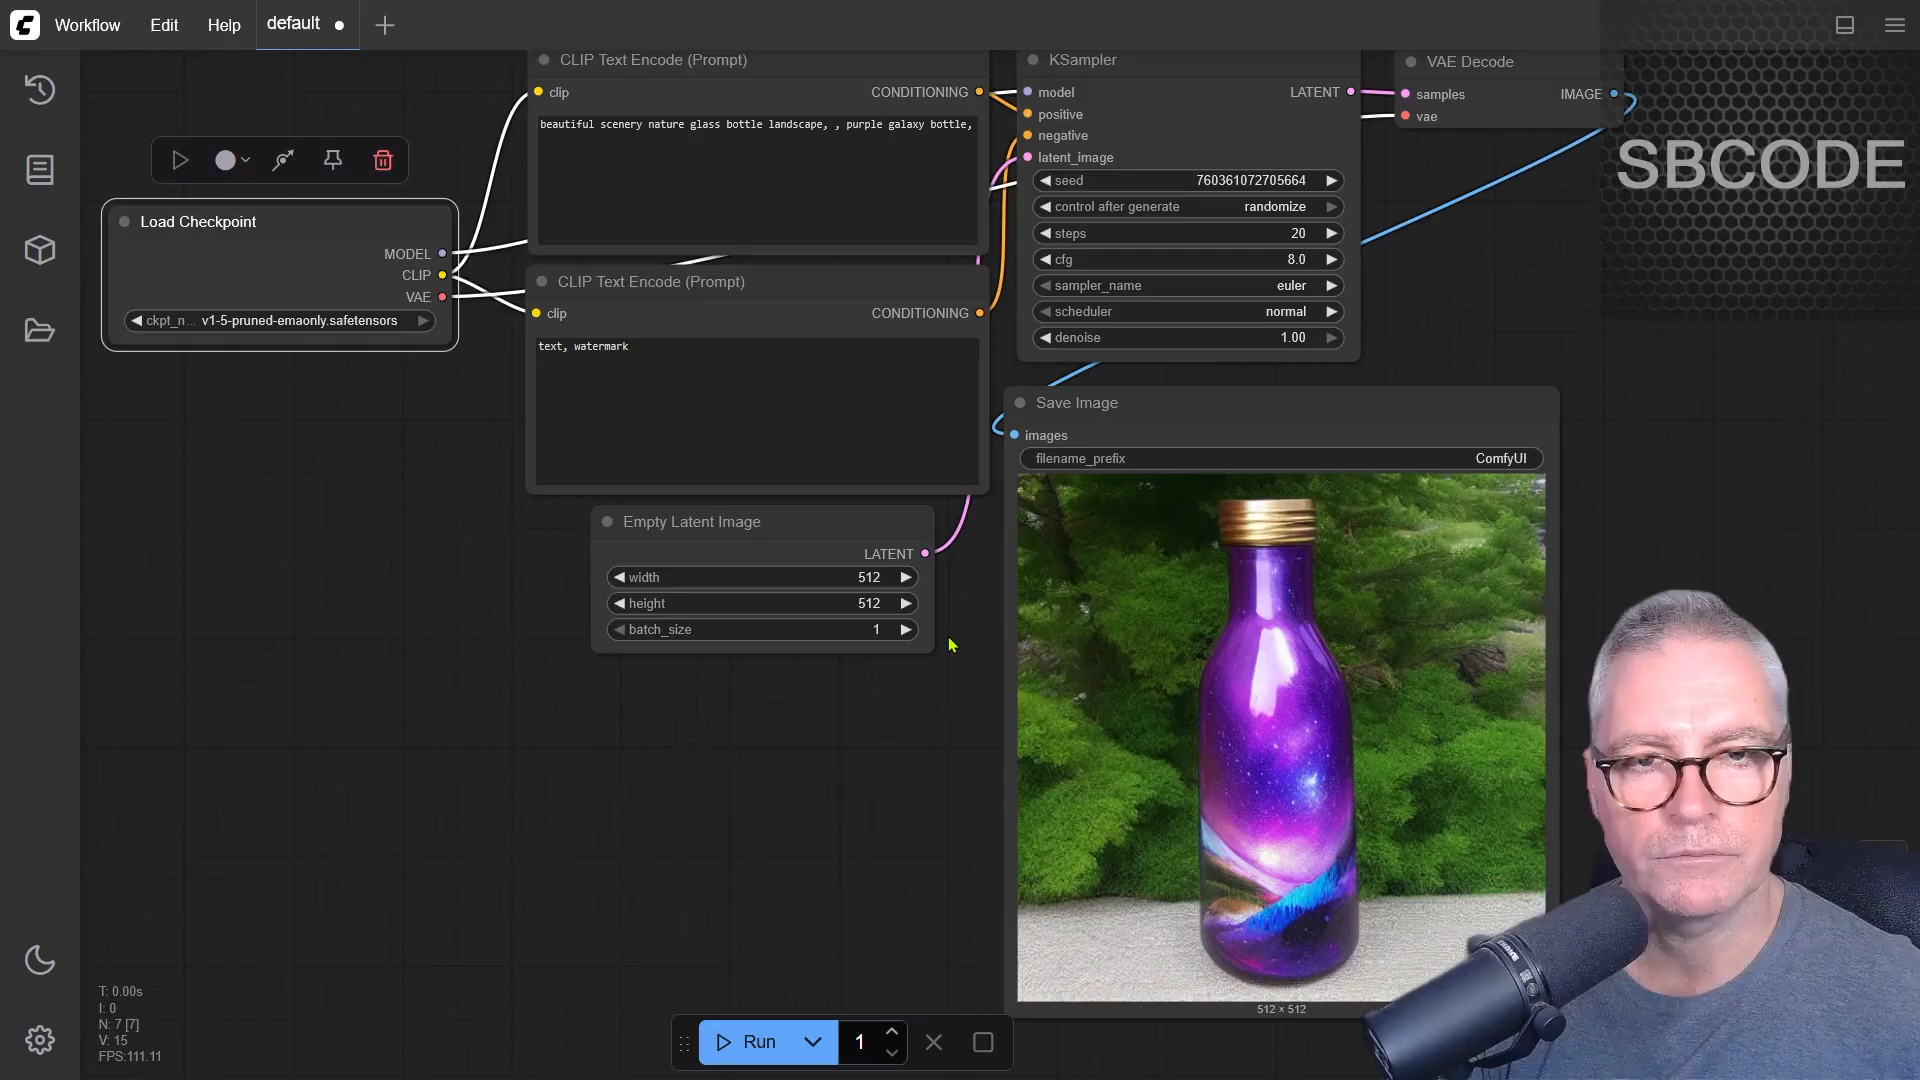 Workflow Edit Help default
SBCODE
Load Checkpoint
MODEL
CLIP
VAE
ckpt_n... v1-5-pruned-emaonly.safetensors
CLIP Text Encode (Prompt)
clip CONDITIONING
beautiful scenery nature glass bottle landscape, , purple galaxy bottle,
CLIP Text Encode (Prompt)
clip CONDITIONING
text, watermark
Empty Latent Image
LATENT
width 512
height 512
batch_size 1
KSampler
model LATENT
positive
negative
latent_image
seed 760361072705664
control after generate randomize
steps 20
cfg 8.0
sampler_name euler
scheduler normal
denoise 1.00
VAE Decode
samples IMAGE
vae
Save Image
images
filename_prefix ComfyUI
512 × 512
T: 0.00s
I: 0
N: 7 [7]
V: 15
FPS:111.11
Run 1